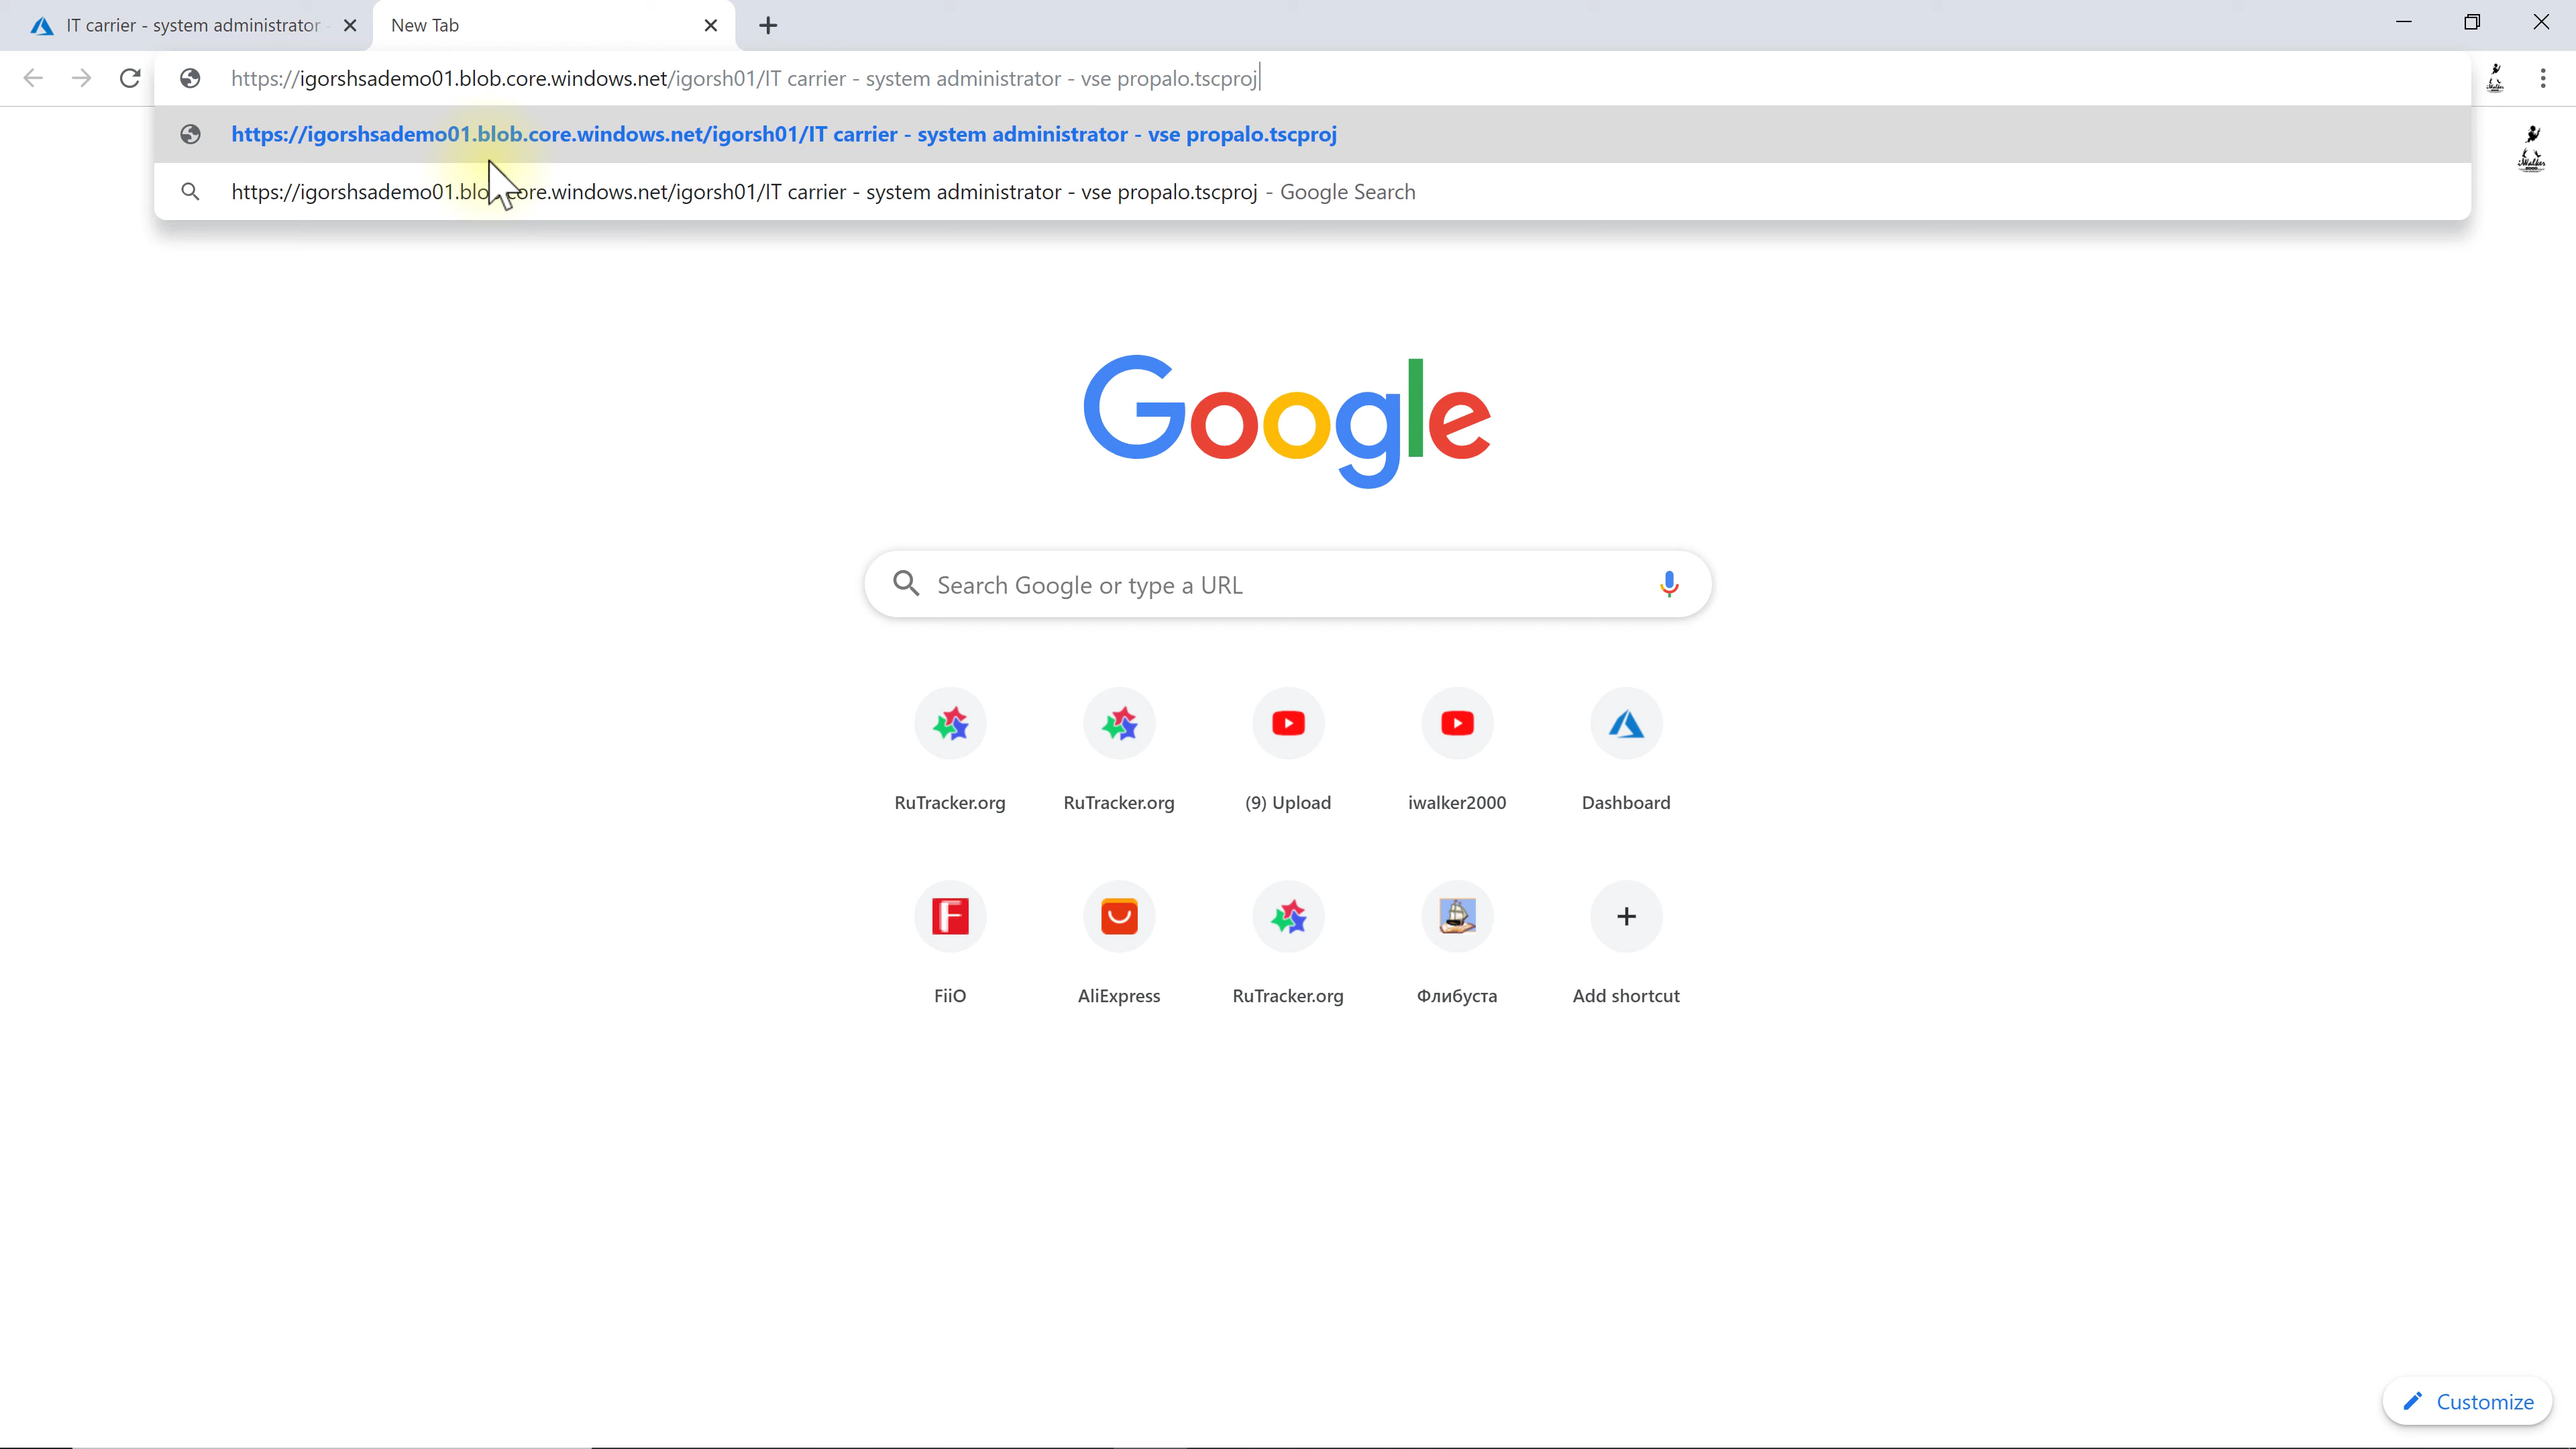 IT carrier - system administrator
New Tab
https://igorshsademo01.blob.core.windows.net/igorsh01/IT carrier - system administrator - vse propalo.tscproj
https://igorshsademo01.blob.core.windows.net/igorsh01/IT carrier - system administrator - vse propalo.tscproj
https://igorshsademo01.blob.core.windows.net/igorsh01/IT carrier - system administrator - vse propalo.tscproj - Google Search
Google
Search Google or type a URL
RuTracker.org RuTracker.org (9) Upload iwalker2000 Dashboard
FiiO AliExpress RuTracker.org Флибуста Add shortcut
Customize